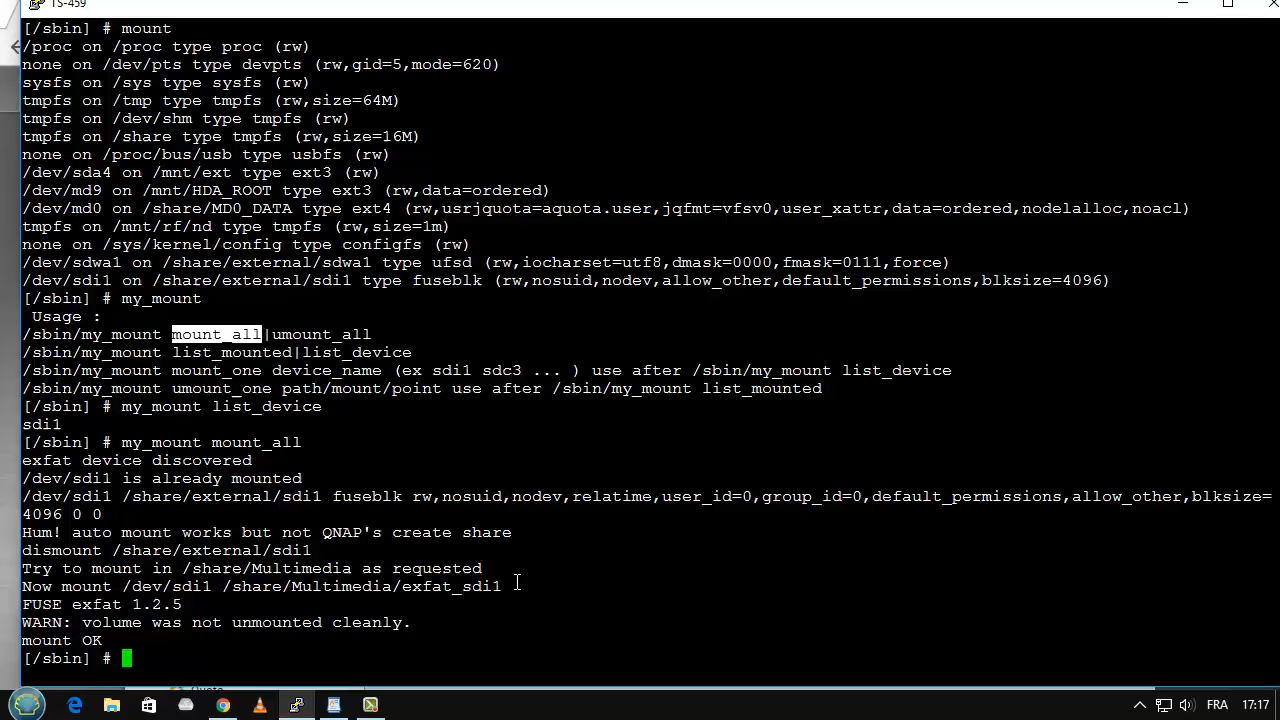 TS-459
[/sbin] # mount
/proc on /proc type proc (rw)
none on /dev/pts type devpts (rw,gid=5,mode=620)
sysfs on /sys type sysfs (rw)
tmpfs on /tmp type tmpfs (rw,size=64M)
tmpfs on /dev/shm type tmpfs (rw)
tmpfs on /share type tmpfs (rw,size=16M)
none on /proc/bus/usb type usbfs (rw)
/dev/sda4 on /mnt/ext type ext3 (rw)
/dev/md9 on /mnt/HDA_ROOT type ext3 (rw,data=ordered)
/dev/md0 on /share/MD0_DATA type ext4 (rw,usrjquota=aquota.user,jqfmt=vfsv0,user_xattr,data=ordered,nodelalloc,noacl)
tmpfs on /mnt/rf/nd type tmpfs (rw,size=1m)
none on /sys/kernel/config type configfs (rw)
/dev/sdwa1 on /share/external/sdwa1 type ufsd (rw,iocharset=utf8,dmask=0000,fmask=0111,force)
/dev/sdi1 on /share/external/sdi1 type fuseblk (rw,nosuid,nodev,allow_other,default_permissions,blksize=4096)
[/sbin] # my_mount
Usage :
/sbin/my_mount mount_all|umount_all
/sbin/my_mount list_mounted|list_device
/sbin/my_mount mount_one device_name (ex sdi1 sdc3 ... ) use after /sbin/my_mount list_device
/sbin/my_mount umount_one path/mount/point use after /sbin/my_mount list_mounted
[/sbin] # my_mount list_device
sdi1
[/sbin] # my_mount mount_all
exfat device discovered
/dev/sdi1 is already mounted
/dev/sdi1 /share/external/sdi1 fuseblk rw,nosuid,nodev,relatime,user_id=0,group_id=0,default_permissions,allow_other,blksize=
4096 0 0
Hum! auto mount works but not QNAP's create share
dismount /share/external/sdi1
Try to mount in /share/Multimedia as requested
Now mount /dev/sdi1 /share/Multimedia/exfat_sdi1
FUSE exfat 1.2.5
WARN: volume was not unmounted cleanly.
mount OK
[/sbin] #
FRA 17:17